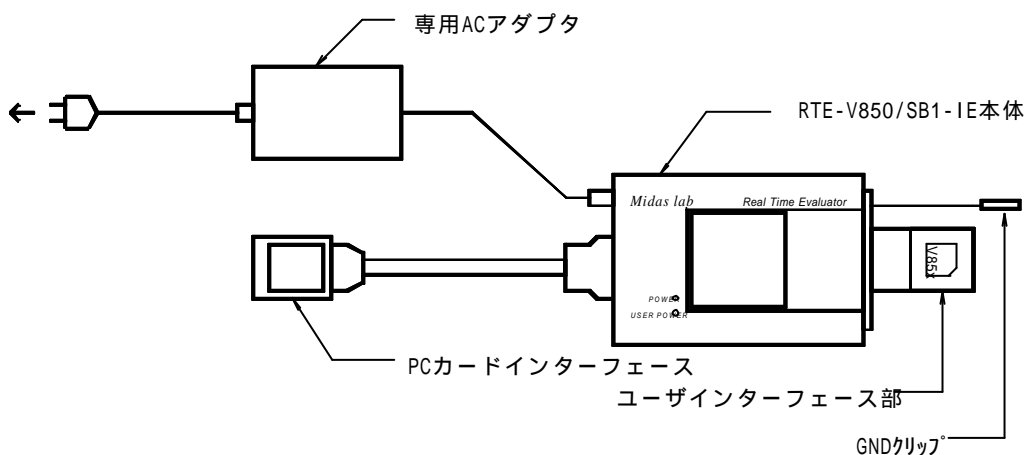 専用ACアダプタ
RTE-V850/SB1-IE本体
Midas lab
Real Time Evaluator
V85x
POWER
USER POWER
PCカードインターフェース
ユーザインターフェース部
GNDｸﾘｯﾌﾟ